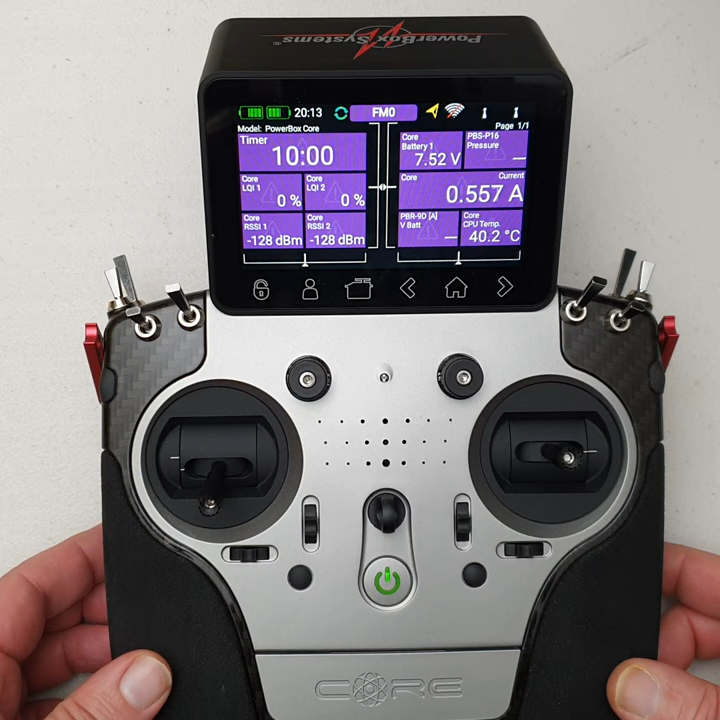 PowerBox Systems
20:13
FM0
Model: PowerBox Core
Page 1/1
Timer
10:00
Core
LQI 1
0 %
Core
LQI 2
0 %
Core
RSSI 1
-128 dBm
Core
RSSI 2
-128 dBm
Core
Battery 1
7.52 V
PBS-P16
Pressure
Core
Current
0.557 A
PBR-9D [A]
V Batt
Core
CPU Temp.
40.2 °C
CORE